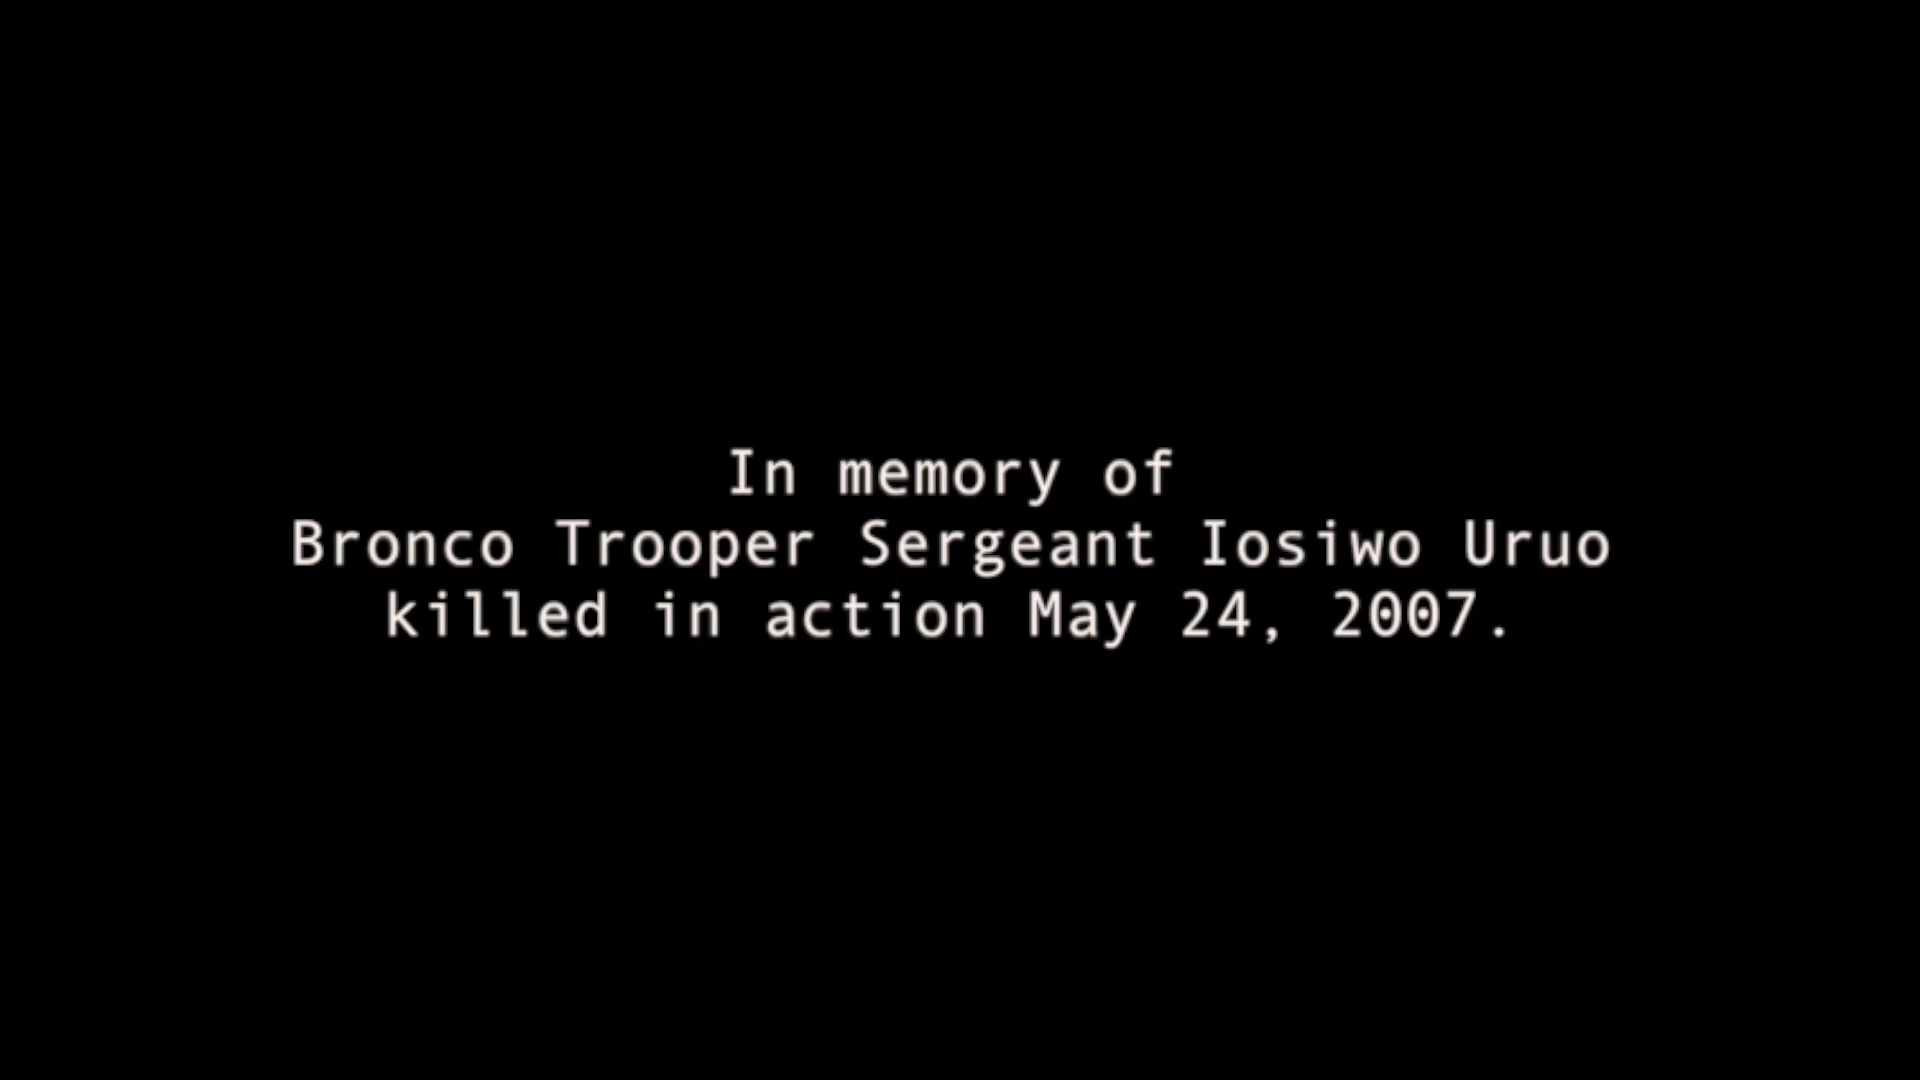 In memory of
Bronco Trooper Sergeant Iosiwo Uruo
killed in action May 24, 2007.